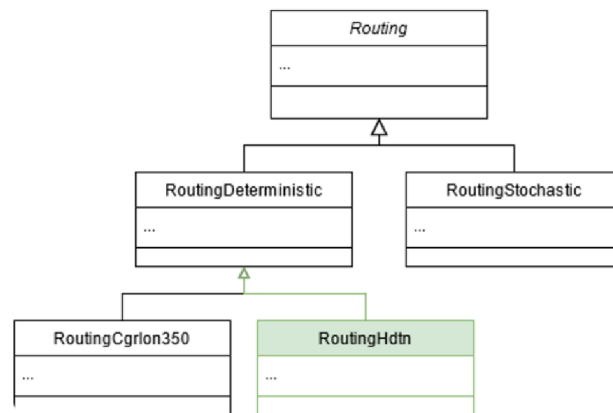 Routing
...
RoutingDeterministic
RoutingStochastic
...
...
RoutingCgrIon350
RoutingHdtn
...
...